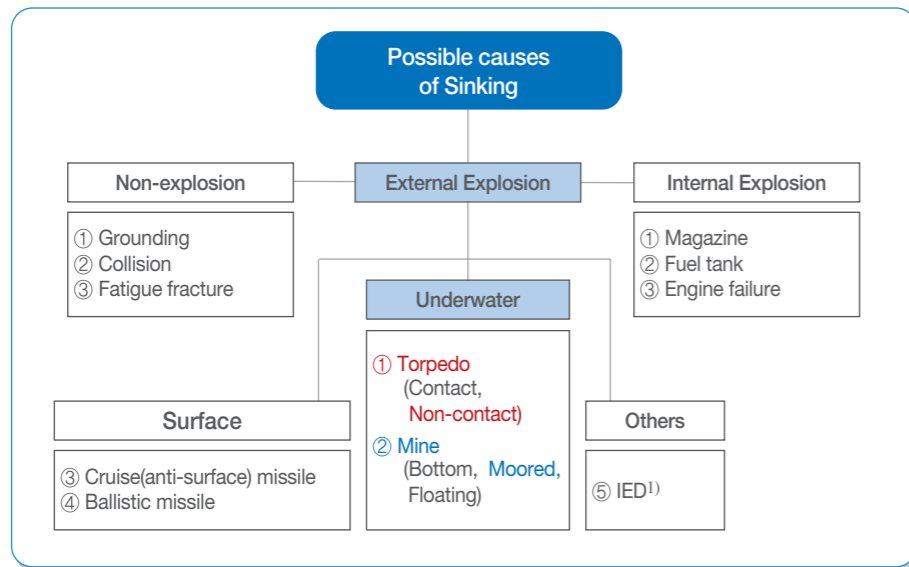 Possible causes
of Sinking
Non-explosion
External Explosion
Internal Explosion
① Grounding
② Collision
③ Fatigue fracture
① Magazine
② Fuel tank
③ Engine failure
Underwater
① Torpedo
(Contact,
Non-contact)
② Mine
(Bottom, Moored,
Floating)
Surface
③ Cruise(anti-surface) missile
④ Ballistic missile
Others
⑤ IED1)